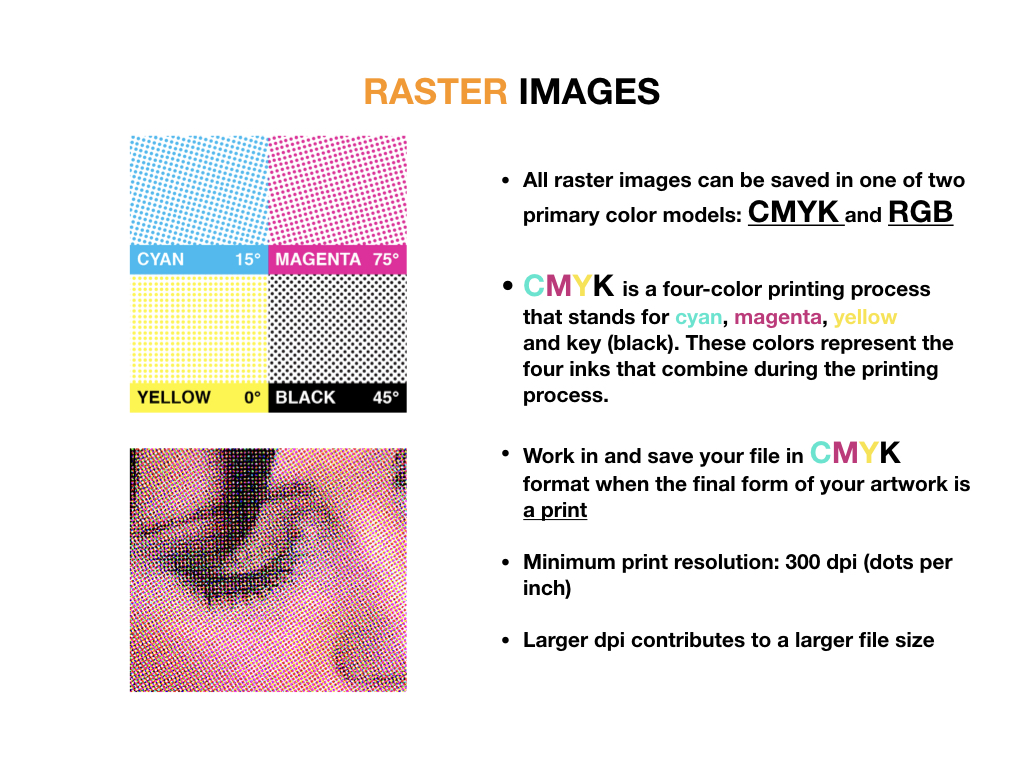 RASTER IMAGES
CYAN 15° MAGENTA 75°
YELLOW 0° BLACK 45°
• All raster images can be saved in one of two
primary color models: CMYK and RGB
• CMYK is a four-color printing process
that stands for cyan, magenta, yellow
and key (black). These colors represent the
four inks that combine during the printing
process.
• Work in and save your file in CMYK
format when the final form of your artwork is
a print
• Minimum print resolution: 300 dpi (dots per
inch)
• Larger dpi contributes to a larger file size